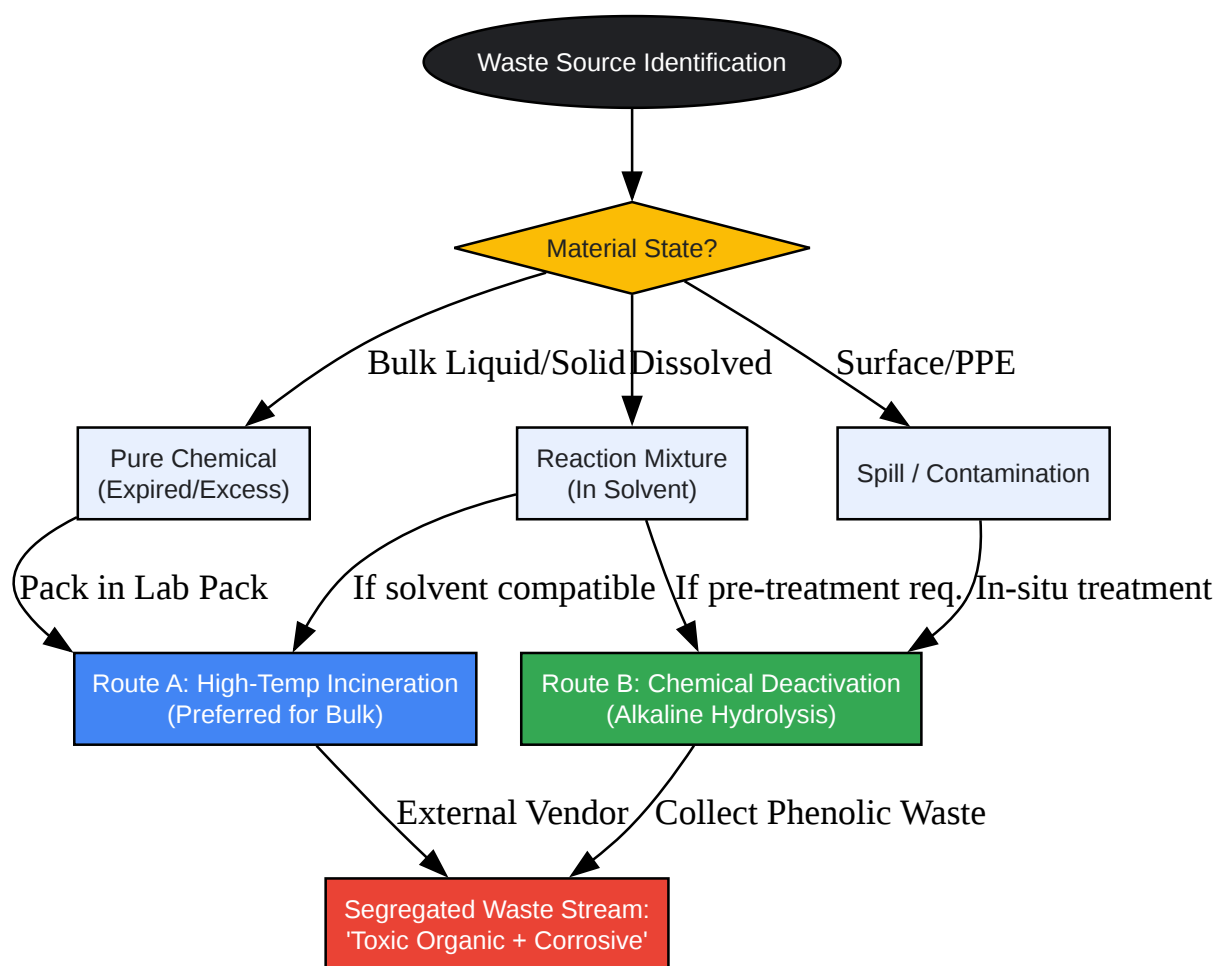 Waste Source Identification
Material State?
Bulk Liquid/Solid
Dissolved
Surface/PPE
Pure Chemical
(Expired/Excess)
Reaction Mixture
(In Solvent)
Spill / Contamination
Pack in Lab Pack
If solvent compatible
If pre-treatment req.
In-situ treatment
Route A: High-Temp Incineration
(Preferred for Bulk)
Route B: Chemical Deactivation
(Alkaline Hydrolysis)
External Vendor
Collect Phenolic Waste
Segregated Waste Stream:
'Toxic Organic + Corrosive'